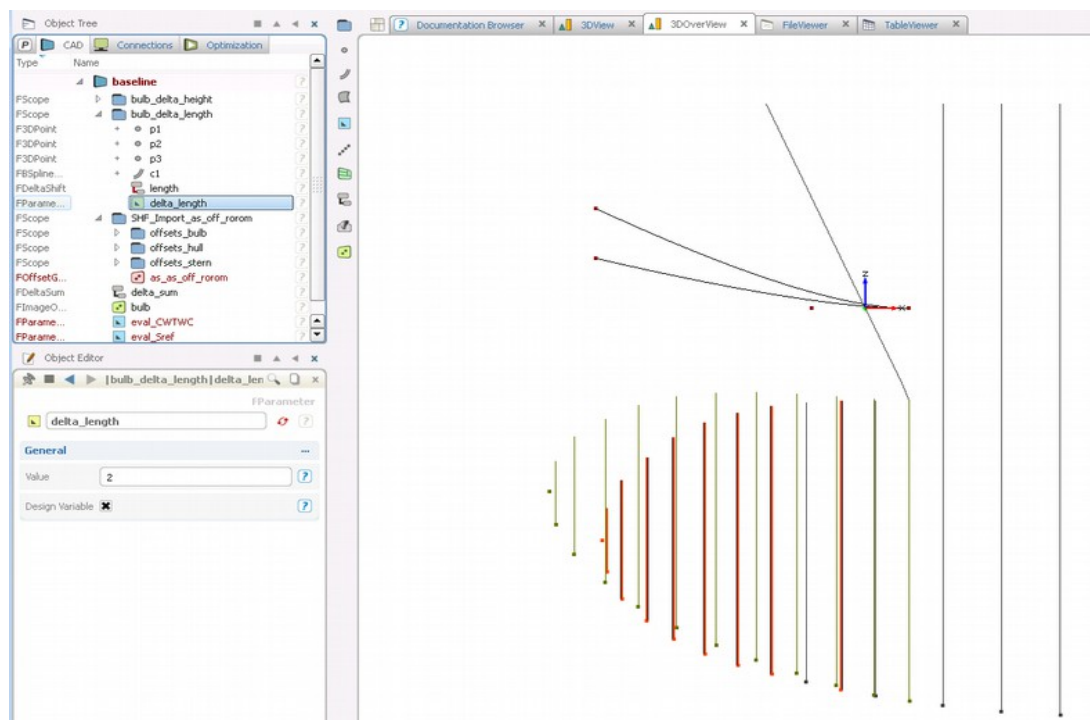 Object Tree
Documentation Browser
3DView
3DOverView
FileViewer
TableViewer
P CAD Connections Optimization
Type Name
baseline
FScope bulb_delta_height
FScope bulb_delta_length
F3DPoint p1
F3DPoint p2
F3DPoint p3
FBSpline... c1
FDeltaShift length
FParame... delta_length
FScope SHF_Import_as_off_rorom
FScope offsets_bulb
FScope offsets_hull
FScope offsets_stern
FOffsetG... as_as_off_rorom
FDeltaSum delta_sum
FImageO... bulb
FParame... eval_CWTWC
FParame... eval_Sref
Object Editor
|bulb_delta_length|delta_len
FParameter
delta_length
General
Value 2
Design Variable
Z
X